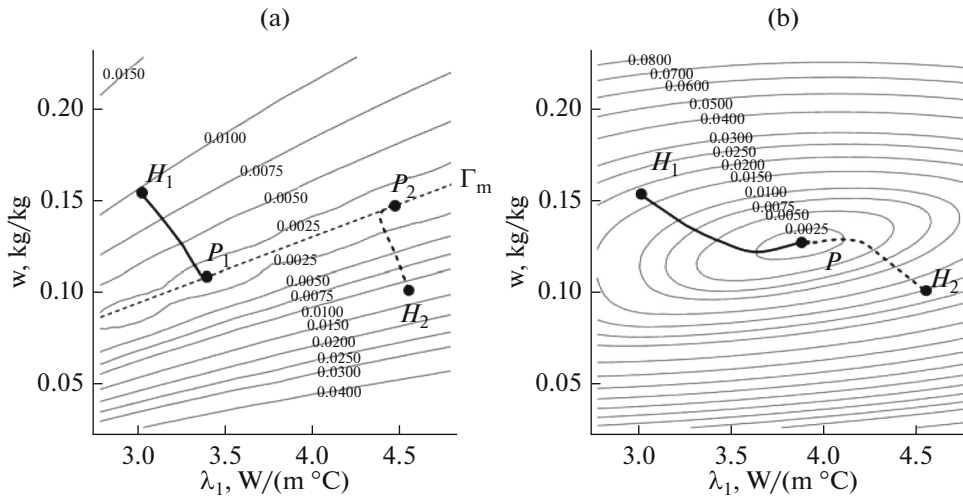 (a)
0.0150
0.20
0.0100
0.0075
H1
0.0050
P2
Γm
0.15
w, kg/kg
0.0025
P1
0.0025
0.10
0.0050
0.0075
0.0100
H2
0.0150
0.0200
0.0250
0.05
0.0300
0.0400
3.0 3.5 4.0 4.5
λ1, W/(m °C)
(b)
0.0800
0.0700
0.0600
0.20
0.0500
0.0400
0.0300
0.0250
H1
0.0200
0.0150
0.15
0.0100
w, kg/kg
0.0075
0.0050
0.0025
P
H2
0.10
0.05
3.0 3.5 4.0 4.5
λ1, W/(m °C)